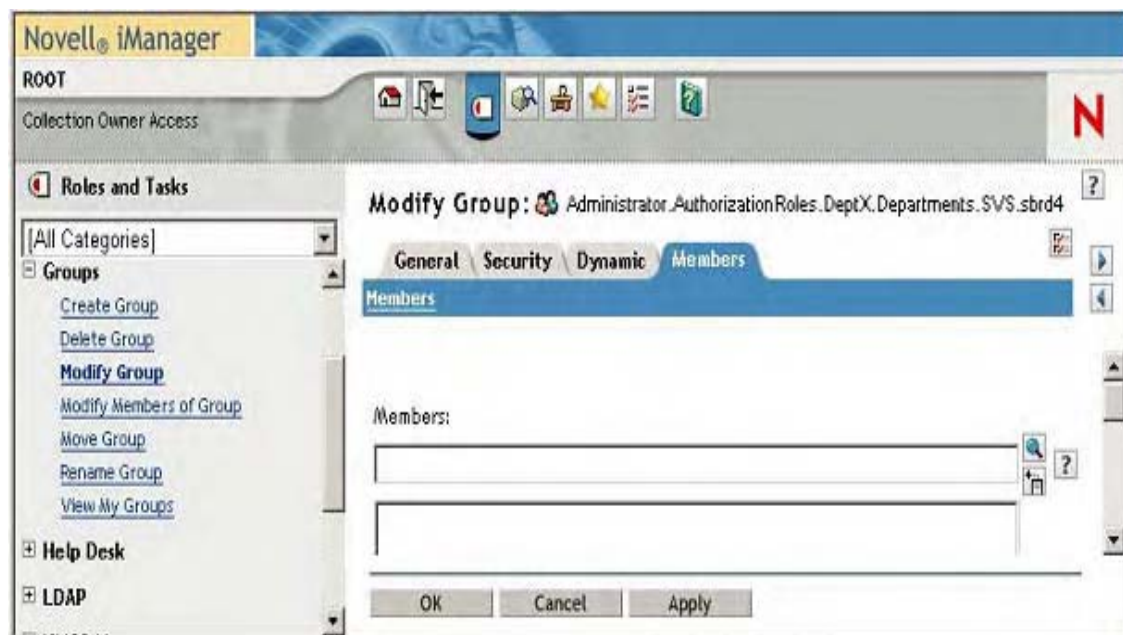 Novell® iManager
ROOT
Collection Owner Access
N
Roles and Tasks
[All Categories]
Groups
Create Group
Delete Group
Modify Group
Modify Members of Group
Move Group
Rename Group
View My Groups
Help Desk
LDAP
Modify Group: Administrator.AuthorizationRoles.DeptX.Departments.SVS.sbrd4
?
General Security Dynamic Members
Members
Members:
?
OK Cancel Apply